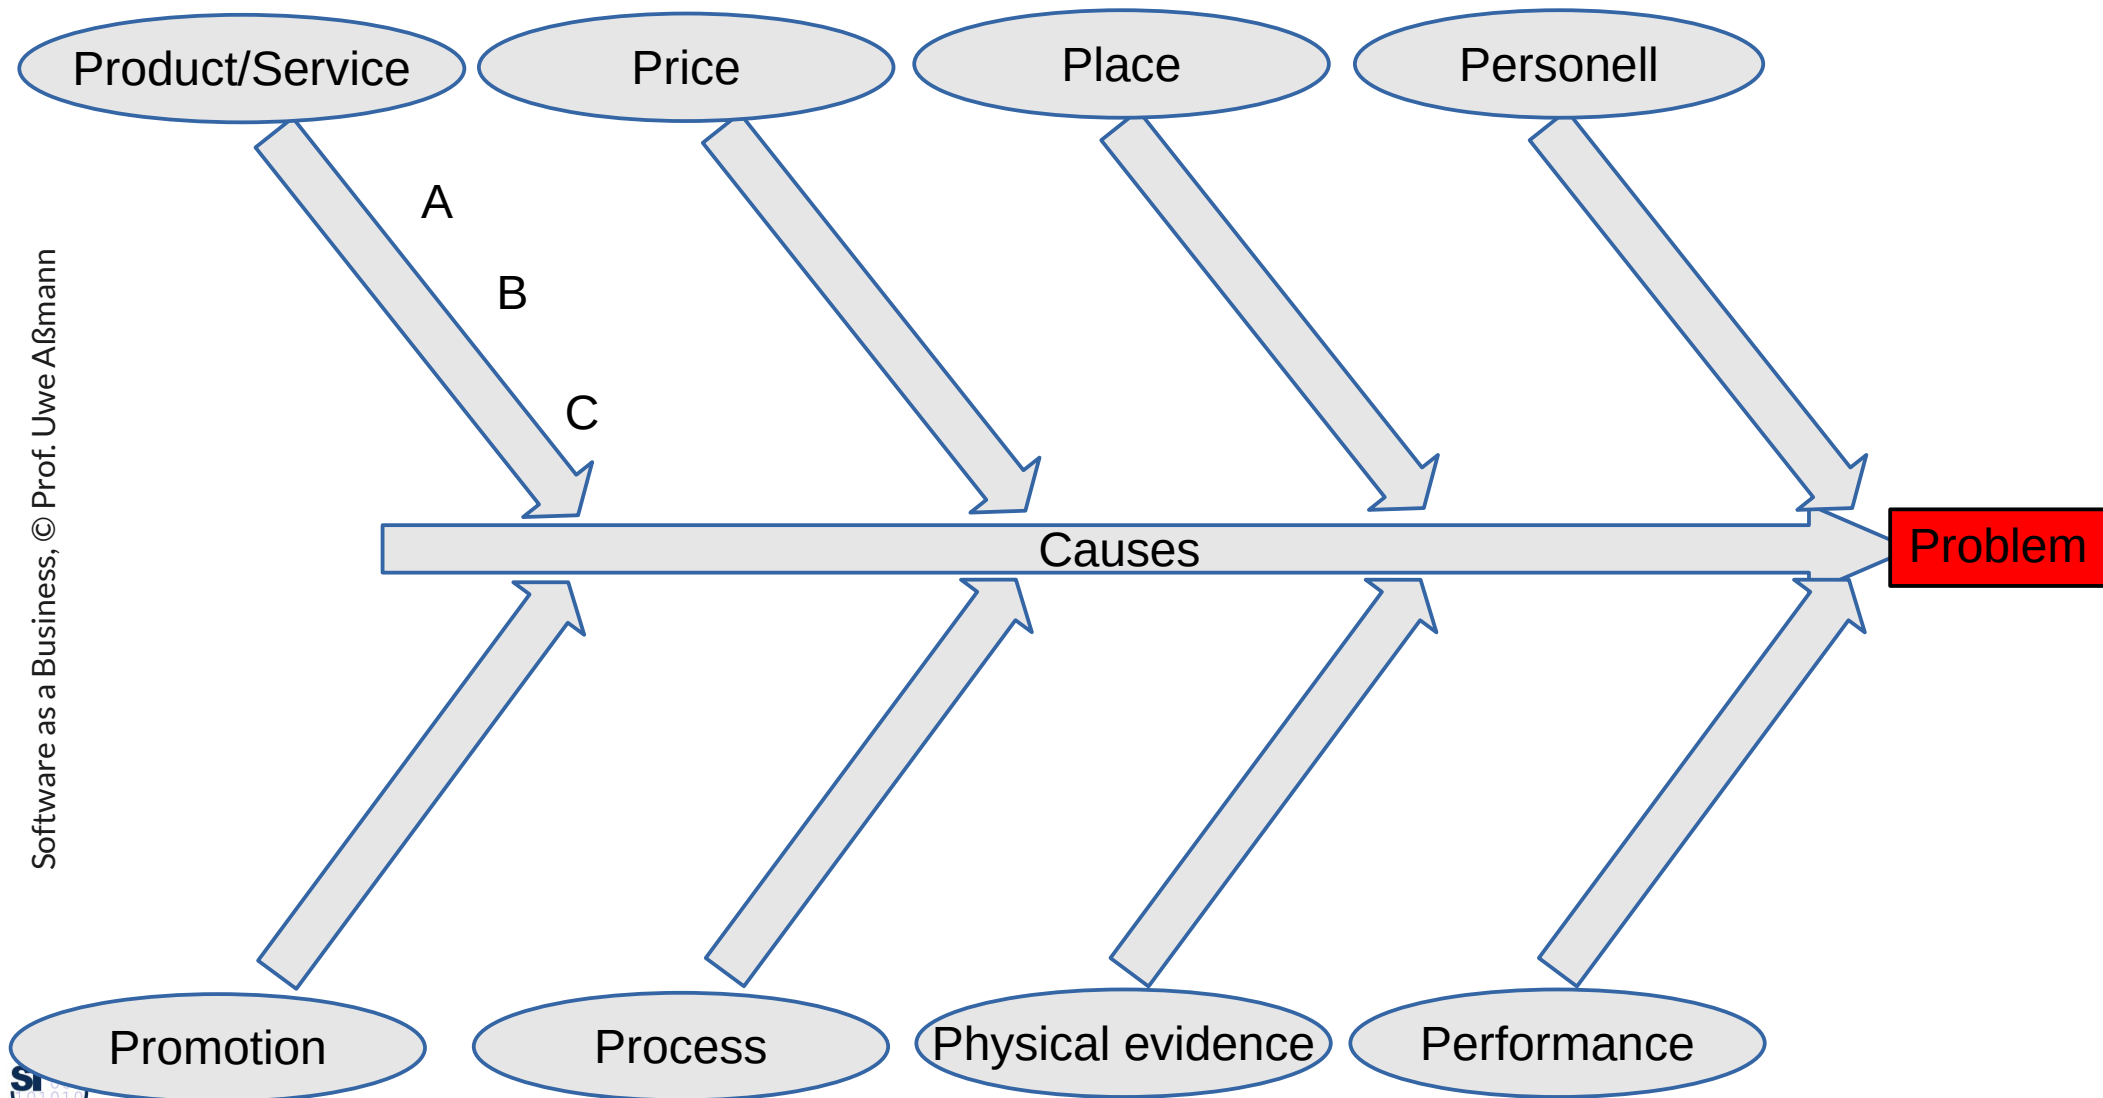 Product/Service
Price
Place
Personell
A
B
C
Causes
Problem
Promotion
Process
Physical evidence
Performance
Software as a Business, © Prof. Uwe Aßmann